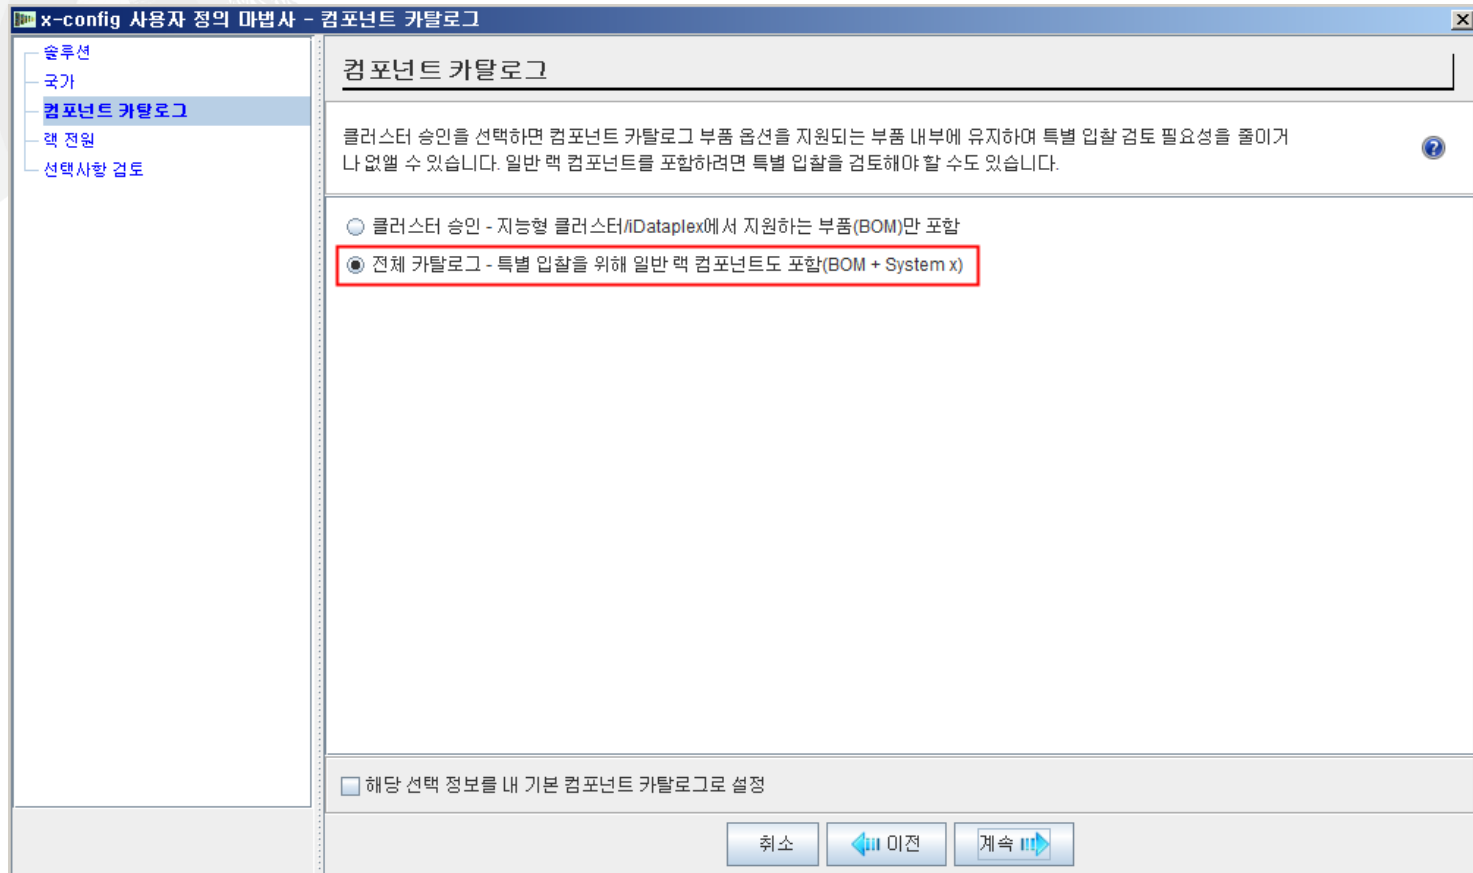 x-config 사용자 정의 마법사 - 컴포넌트 카탈로그
솔루션
국가
컴포넌트 카탈로그
랙 전원
선택사항 검토
컴포넌트 카탈로그
클러스터 승인을 선택하면 컴포넌트 카탈로그 부품 옵션을 지원되는 부품 내부에 유지하여 특별 입찰 검토 필요성을 줄이거
나 없앨 수 있습니다. 일반 랙 컴포넌트를 포함하려면 특별 입찰을 검토해야 할 수도 있습니다.
클러스터 승인 - 지능형 클러스터/iDataplex에서 지원하는 부품(BOM)만 포함
전체 카탈로그 - 특별 입찰을 위해 일반 랙 컴포넌트도 포함(BOM + System x)
해당 선택 정보를 내 기본 컴포넌트 카탈로그로 설정
취소
이전
계속